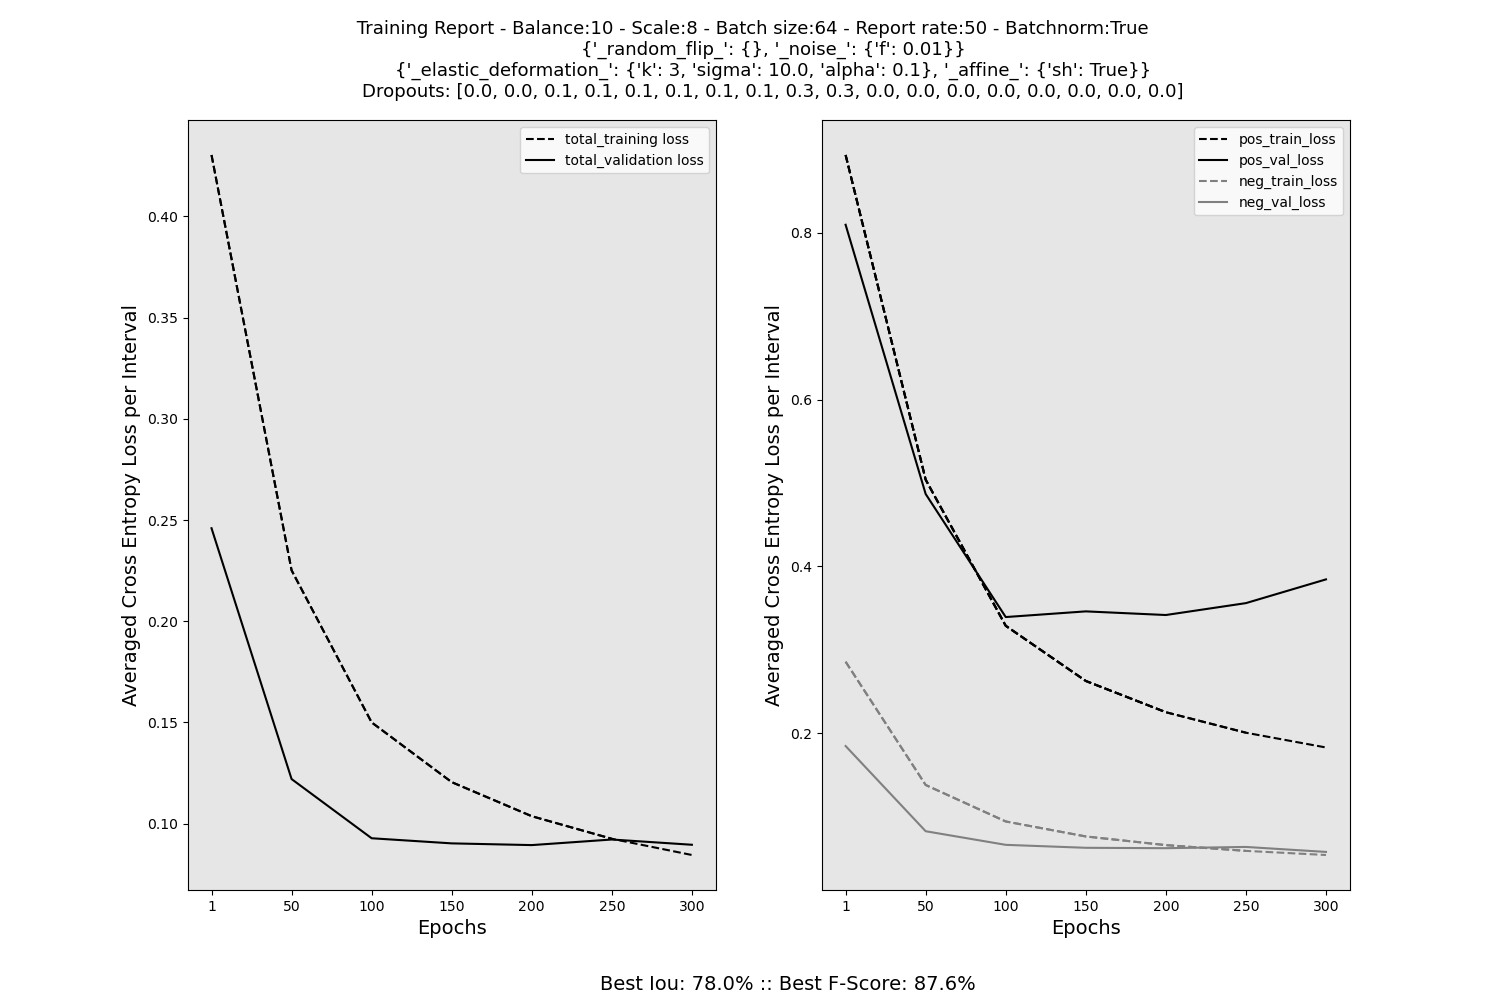 Training Report - Balance:10 - Scale:8 - Batch size:64 - Report rate:50 - Batchnorm:True
{'_random_flip_': {}, '_noise_': {'f': 0.01}}
{'_elastic_deformation_': {'k': 3, 'sigma': 10.0, 'alpha': 0.1}, '_affine_': {'sh': True}}
Dropouts: [0.0, 0.0, 0.1, 0.1, 0.1, 0.1, 0.1, 0.1, 0.3, 0.3, 0.0, 0.0, 0.0, 0.0, 0.0, 0.0, 0.0, 0.0]
total_training loss
total_validation loss
Averaged Cross Entropy Loss per Interval
0.40
0.35
0.30
0.25
0.20
0.15
0.10
1 50 100 150 200 250 300
Epochs
pos_train_loss
pos_val_loss
neg_train_loss
neg_val_loss
Averaged Cross Entropy Loss per Interval
0.8
0.6
0.4
0.2
1 50 100 150 200 250 300
Epochs
Best Iou: 78.0% :: Best F-Score: 87.6%